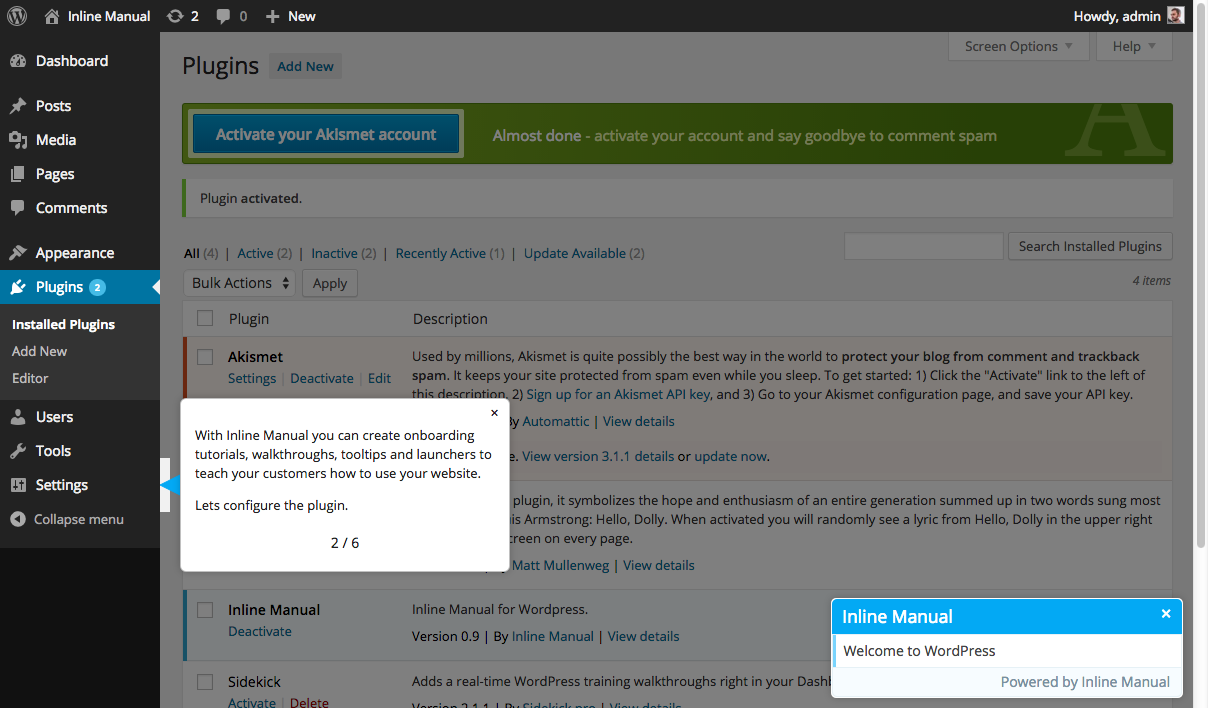 Inline Manual 2 0 New Howdy, admin
Dashboard
Posts
Media
Pages
Comments
Appearance
Plugins 2
Installed Plugins
Add New
Editor
Users
Tools
Settings
Collapse menu
Screen Options Help
Plugins Add New
Activate your Akismet account Almost done - activate your account and say goodbye to comment spam
A
Plugin activated.
All (4) | Active (2) | Inactive (2) | Recently Active (1) | Update Available (2)
Search Installed Plugins
Bulk Actions Apply
4 items
Plugin Description
Akismet
Settings | Deactivate | Edit
Used by millions, Akismet is quite possibly the best way in the world to protect your blog from comment and trackback
spam. It keeps your site protected from spam even while you sleep. To get started: 1) Click the "Activate" link to the left of
this description, 2) Sign up for an Akismet API key, and 3) Go to your Akismet configuration page, and save your API key.
By Automattic | View details
View version 3.1.1 details or update now.
×
With Inline Manual you can create onboarding
tutorials, walkthroughs, tooltips and launchers to
teach your customers how to use your website.
Lets configure the plugin.
2 / 6
plugin, it symbolizes the hope and enthusiasm of an entire generation summed up in two words sung most
Armstrong: Hello, Dolly. When activated you will randomly see a lyric from Hello, Dolly in the upper right
on every page.
Matt Mullenweg | View details
Inline Manual
Deactivate
Inline Manual for Wordpress.
Version 0.9 | By Inline Manual | View details
Sidekick
Activate | Delete
Adds a real-time WordPress training walkthroughs right in your
Version 2.1.1 | By Sidekick.pro | View details
Inline Manual ×
Welcome to WordPress
Powered by Inline Manual